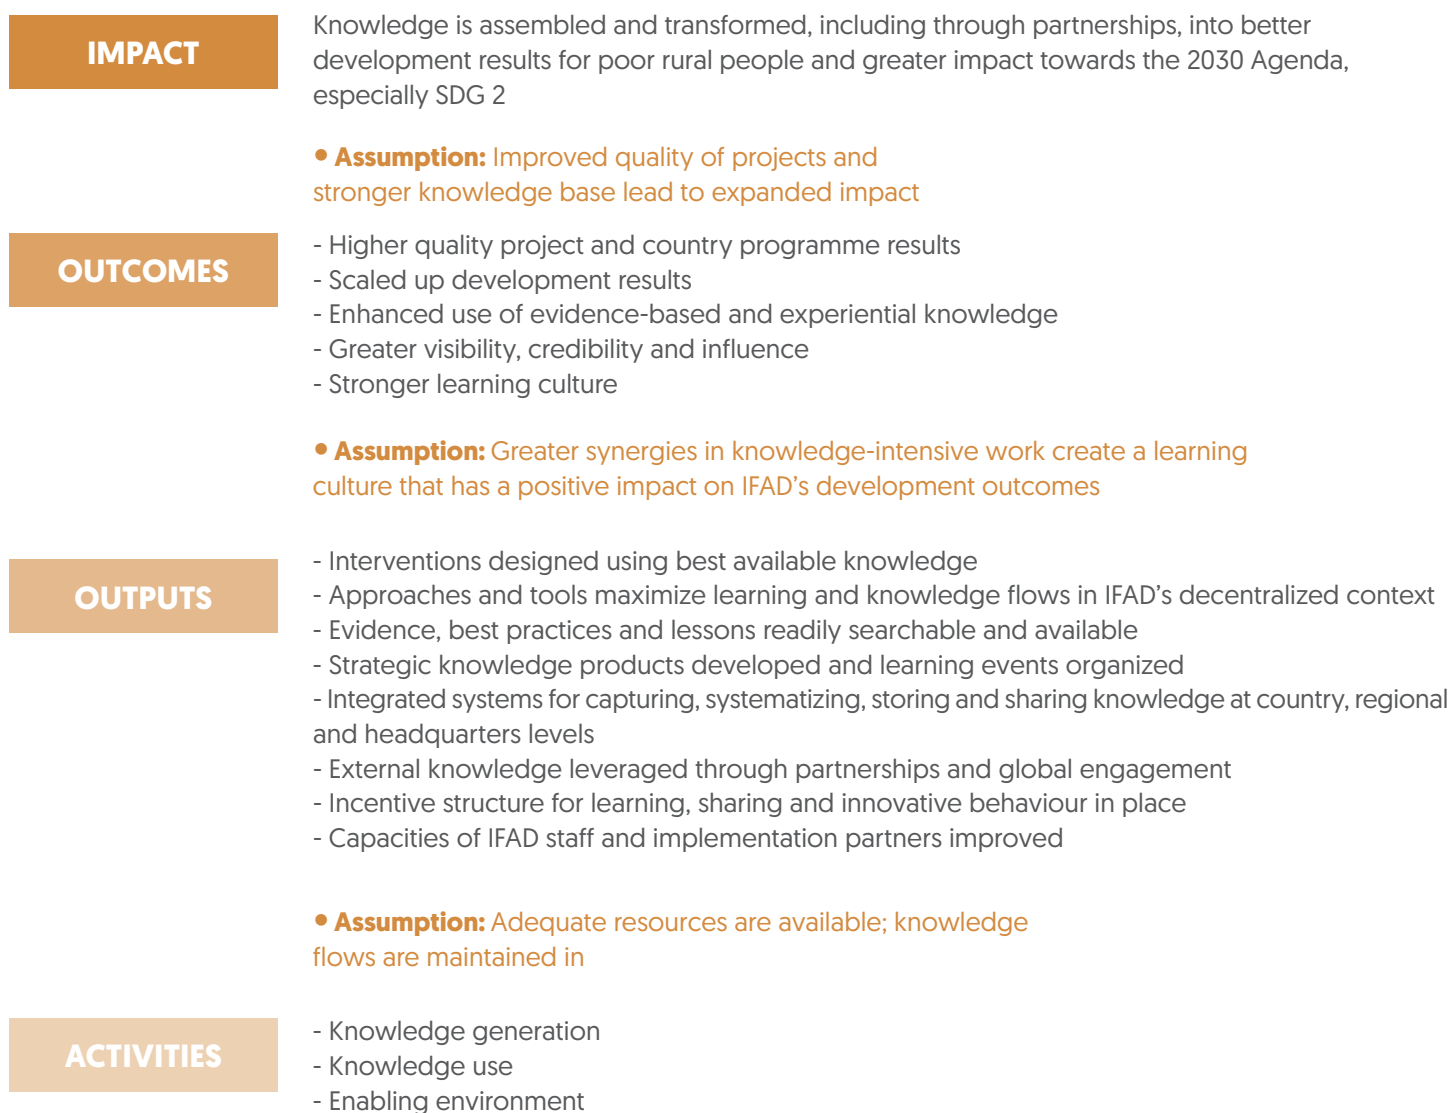 IMPACT
Knowledge is assembled and transformed, including through partnerships, into better
development results for poor rural people and greater impact towards the 2030 Agenda,
especially SDG 2
• Assumption: Improved quality of projects and
stronger knowledge base lead to expanded impact
OUTCOMES
- Higher quality project and country programme results
- Scaled up development results
- Enhanced use of evidence-based and experiential knowledge
- Greater visibility, credibility and influence
- Stronger learning culture
• Assumption: Greater synergies in knowledge-intensive work create a learning
culture that has a positive impact on IFAD’s development outcomes
OUTPUTS
- Interventions designed using best available knowledge
- Approaches and tools maximize learning and knowledge flows in IFAD’s decentralized context
- Evidence, best practices and lessons readily searchable and available
- Strategic knowledge products developed and learning events organized
- Integrated systems for capturing, systematizing, storing and sharing knowledge at country, regional
and headquarters levels
- External knowledge leveraged through partnerships and global engagement
- Incentive structure for learning, sharing and innovative behaviour in place
- Capacities of IFAD staff and implementation partners improved
• Assumption: Adequate resources are available; knowledge
flows are maintained in
ACTIVITIES
- Knowledge generation
- Knowledge use
- Enabling environment